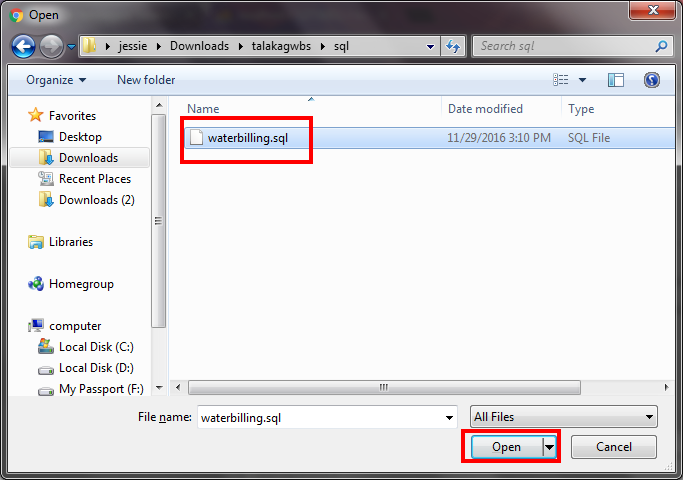 Open
jessie Downloads talakagwbs sql Search sql
Organize New folder
Favorites
Desktop
Downloads
Recent Places
Downloads (2)
Libraries
Homegroup
computer
Local Disk (C:)
Local Disk (D:)
My Passport (F:)
Name Date modified Type
waterbilling.sql 11/29/2016 3:10 PM SQL File
File name: waterbilling.sql All Files
Open Cancel